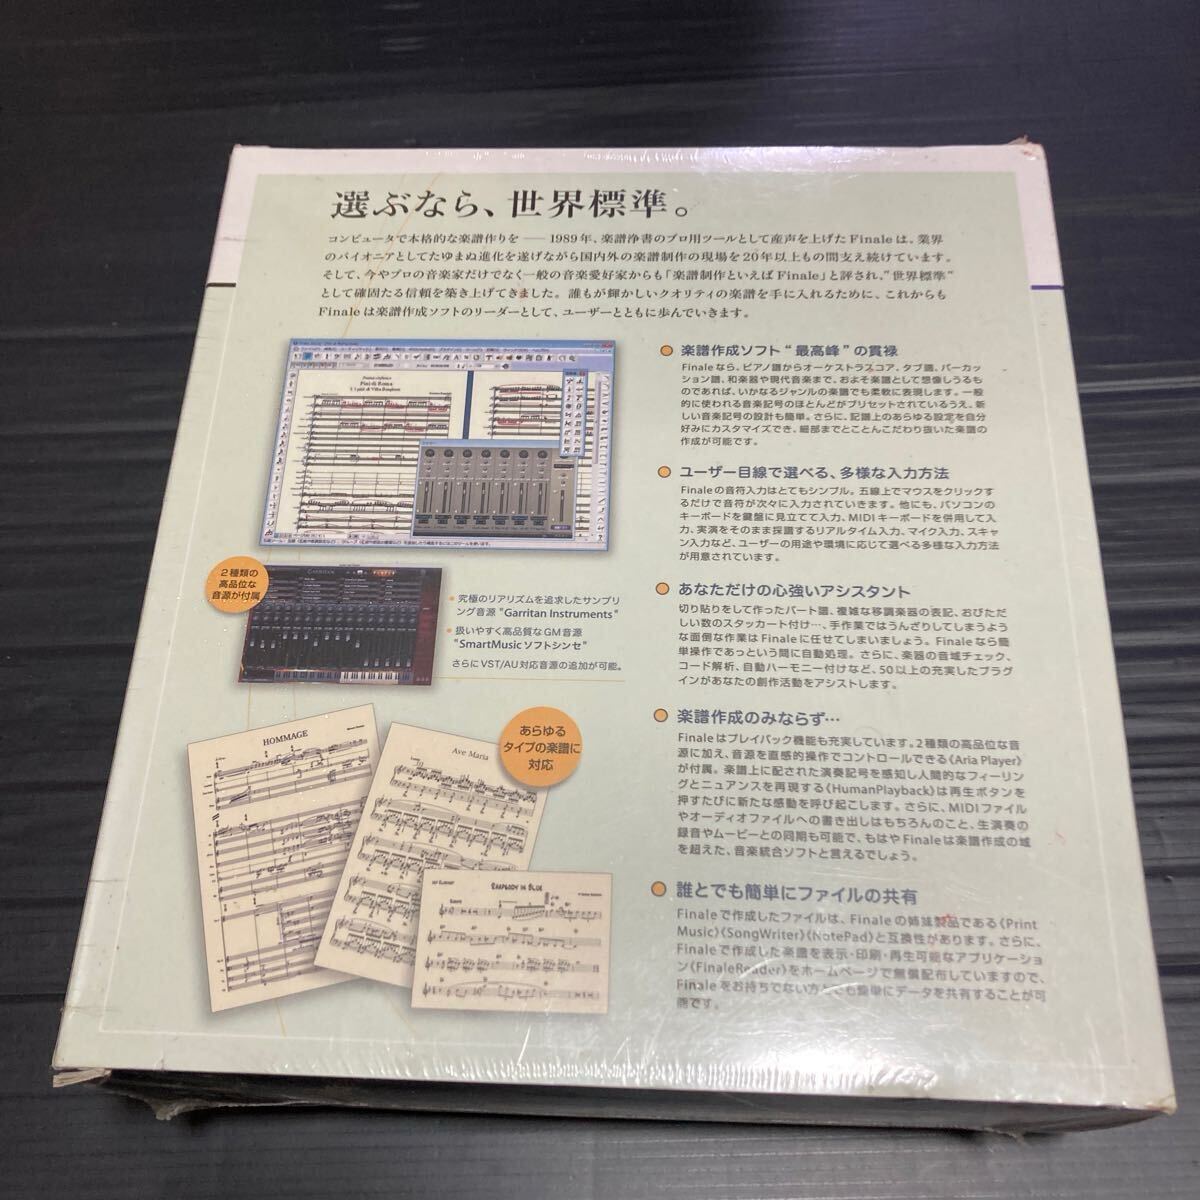 選ぶなら、世界標準。
コンピュータで本格的な楽譜作りを ── 1989年、楽譜浄書のプロ用ツールとして産声を上げたFinaleは、業界
のパイオニアとしてたゆまぬ進化を遂げながら国内外の楽譜制作の現場を20年以上もの間支え続けています。
そして、今やプロの音楽家だけでなく一般の音楽愛好家からも「楽譜制作といえばFinale」と評され、"世界標準"
として確固たる信頼を築き上げてきました。誰もが輝かしいクオリティの楽譜を手に入れるために、これからも
Finaleは楽譜作成ソフトのリーダーとして、ユーザーとともに歩んでいきます。
Pini di Roma
2種類の
高品位な
音源が付属
GARRITAN
究極のリアリズムを追求したサンプリ
ング音源 "Garritan Instruments"
扱いやすく高品質なGM音源
"SmartMusic ソフトシンセ"
さらにVST/AU対応音源の追加が可能。
あらゆる
タイプの楽譜に
対応
HOMMAGE
Ave Maria
RHAPSODY IN BLUE
楽譜作成ソフト "最高峰" の貫禄
Finaleなら、ピアノ譜からオーケストラスコア、タブ譜、パーカッ
ション譜、和楽器や現代音楽まで、およそ楽譜として想像しうるも
のであれば、いかなるジャンルの楽譜でも柔軟に表現します。一般
的に使われる音楽記号のほとんどがプリセットされているうえ、新
しい音楽記号の設計も簡単。さらに、記譜上のあらゆる設定を自分
好みにカスタマイズでき、細部までとことんこだわり抜いた楽譜の
作成が可能です。
ユーザー目線で選べる、多様な入力方法
Finaleの音符入力はとてもシンプル。五線上でマウスをクリックす
るだけで音符が次々に入力されていきます。他にも、パソコンの
キーボードを鍵盤に見立てて入力、MIDIキーボードを併用して入
力、実演をそのまま採譜するリアルタイム入力、マイク入力、スキャ
ン入力など、ユーザーの用途や環境に応じて選べる多様な入力方法
が用意されています。
あなただけの心強いアシスタント
切り貼りをして作ったパート譜、複雑な移調楽器の表記、おびただ
しい数のスタッカート付け…、手作業ではうんざりしてしまうよう
な面倒な作業はFinaleに任せてしまいましょう。Finaleなら簡
単操作であっという間に自動処理。さらに、楽器の音域チェック、
コード解析、自動ハーモニー付けなど、50以上の充実したプラグ
インがあなたの創作活動をアシストします。
楽譜作成のみならず…
Finaleはプレイバック機能も充実しています。2種類の高品位な音
源に加え、音源を直感的操作でコントロールできる《Aria Player》
が付属。楽譜上に配された演奏記号を感知し人間的なフィーリン
グとニュアンスを再現する《HumanPlayback》は再生ボタンを
押すたびに新たな感動を呼び起こします。さらに、MIDIファイル
やオーディオファイルへの書き出しはもちろんのこと、生演奏の
録音やムービーとの同期も可能で、もはやFinaleは楽譜作成の域
を超えた、音楽統合ソフトと言えるでしょう。
誰とでも簡単にファイルの共有
Finaleで作成したファイルは、Finaleの姉妹製品である《Print
Music》《SongWriter》《NotePad》と互換性があります。さらに、
Finaleで作成した楽譜を表示・印刷・再生可能なアプリケーショ
ン《FinaleReader》をホームページで無償配布していますので、
Finaleをお持ちでない方とでも簡単にデータを共有することが可
能です。